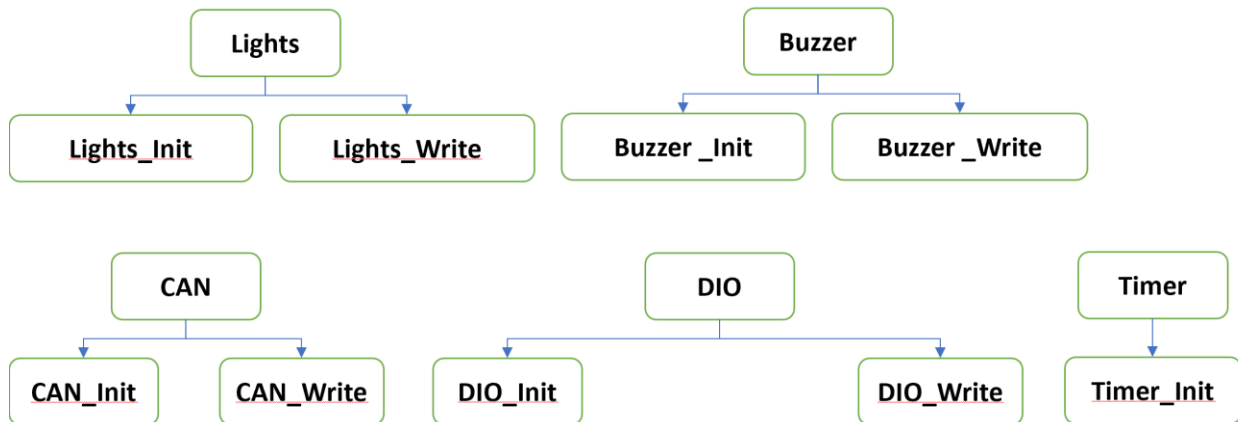 Lights
Buzzer
Lights_Init
Lights_Write
Buzzer _Init
Buzzer _Write
CAN
DIO
Timer
CAN_Init
CAN_Write
DIO_Init
DIO_Write
Timer_Init